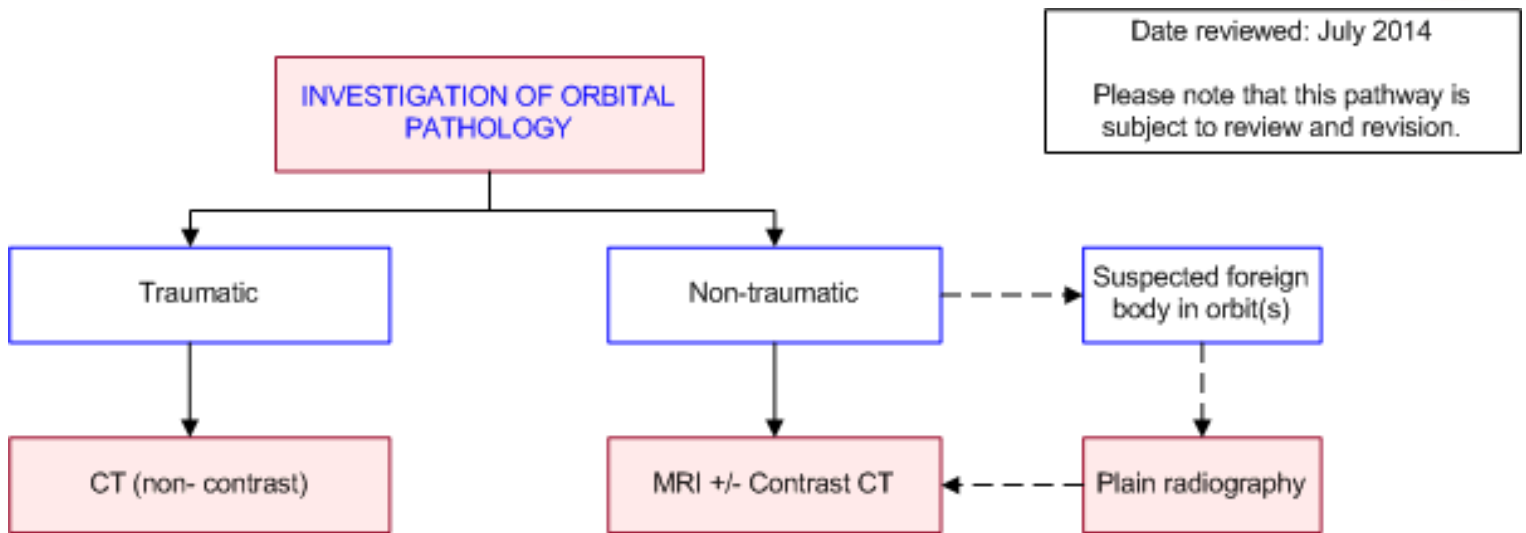 Date reviewed: July 2014
Please note that this pathway is
subject to review and revision.
INVESTIGATION OF ORBITAL
PATHOLOGY
Traumatic
Non-traumatic
Suspected foreign
body in orbit(s)
CT (non- contrast)
MRI +/- Contrast CT
Plain radiography